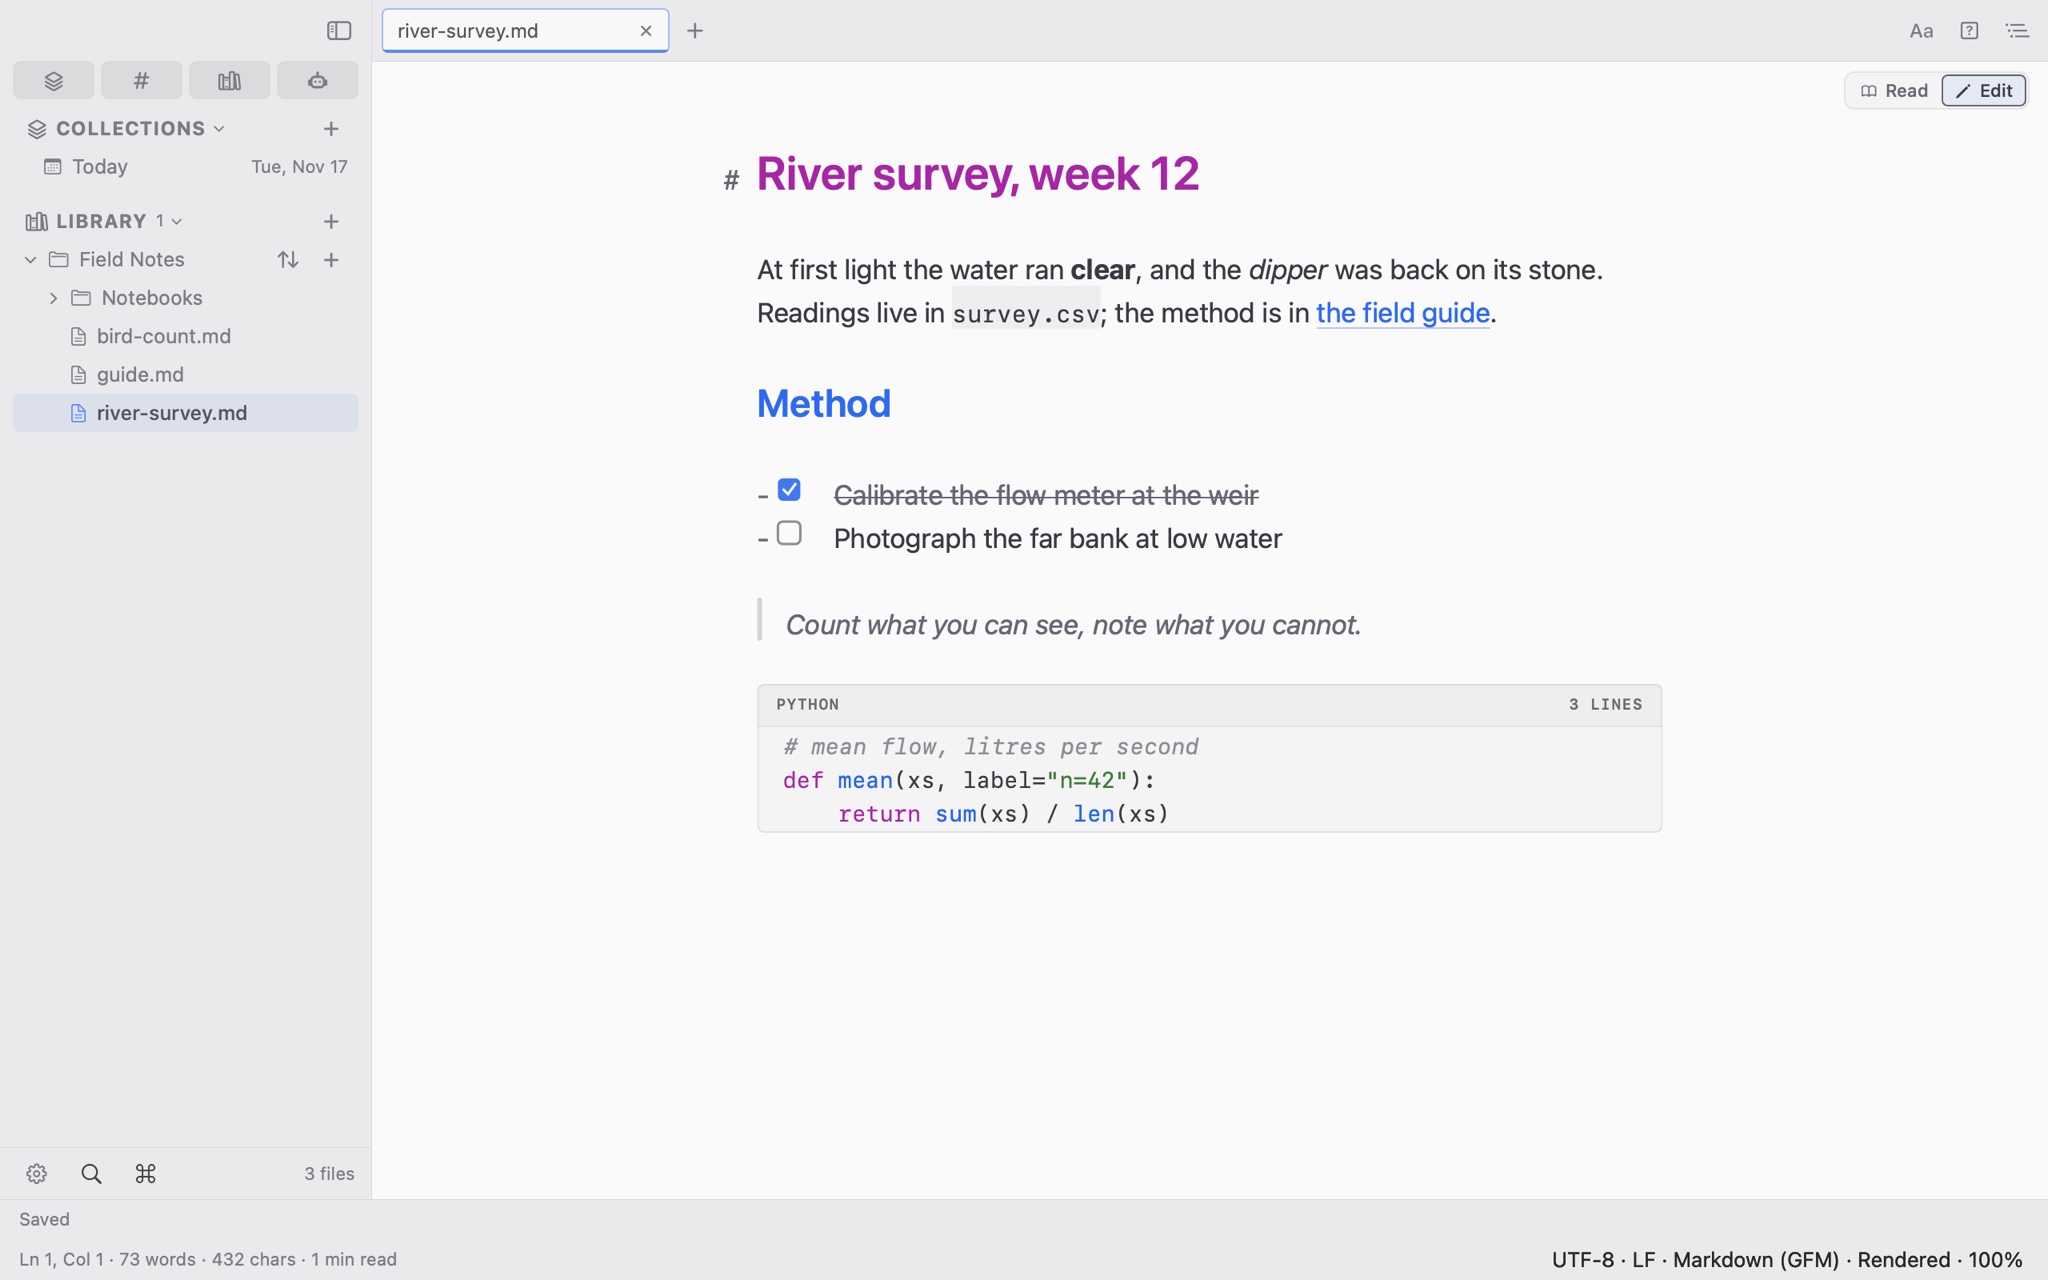 river-survey.md
Aa
COLLECTIONS
Today Tue, Nov 17
LIBRARY 1
Field Notes
Notebooks
bird-count.md
guide.md
river-survey.md
3 files
Read Edit
# River survey, week 12
At first light the water ran clear, and the dipper was back on its stone.
Readings live in survey.csv; the method is in the field guide.
Method
- Calibrate the flow meter at the weir
- Photograph the far bank at low water
Count what you can see, note what you cannot.
PYTHON 3 LINES
# mean flow, litres per second
def mean(xs, label="n=42"):
    return sum(xs) / len(xs)
Saved
Ln 1, Col 1 · 73 words · 432 chars · 1 min read
UTF-8 · LF · Markdown (GFM) · Rendered · 100%